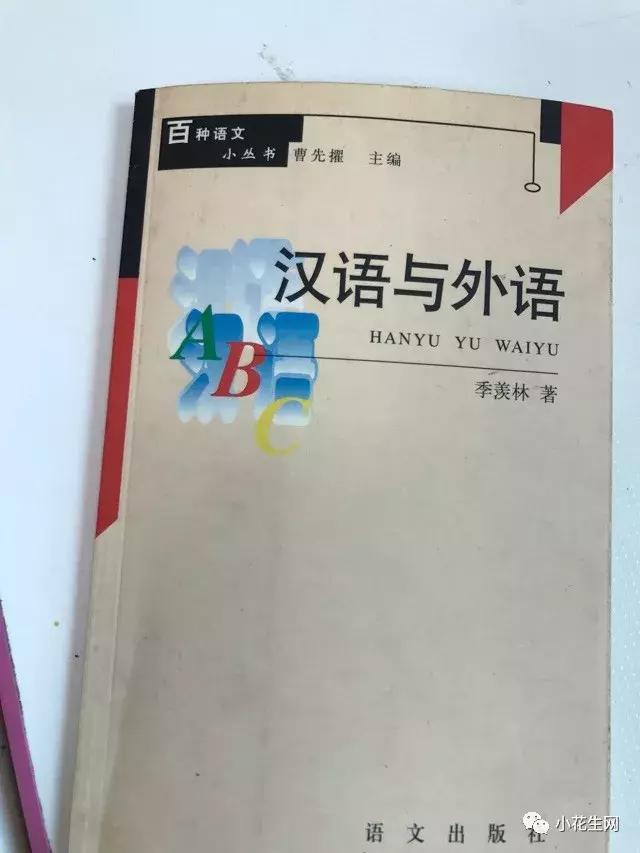 百种语文
小丛书 曹先擢 主编
汉语与外语
HANYU YU WAIYU
A
B
C
季羡林 著
语文出版社
小花生网